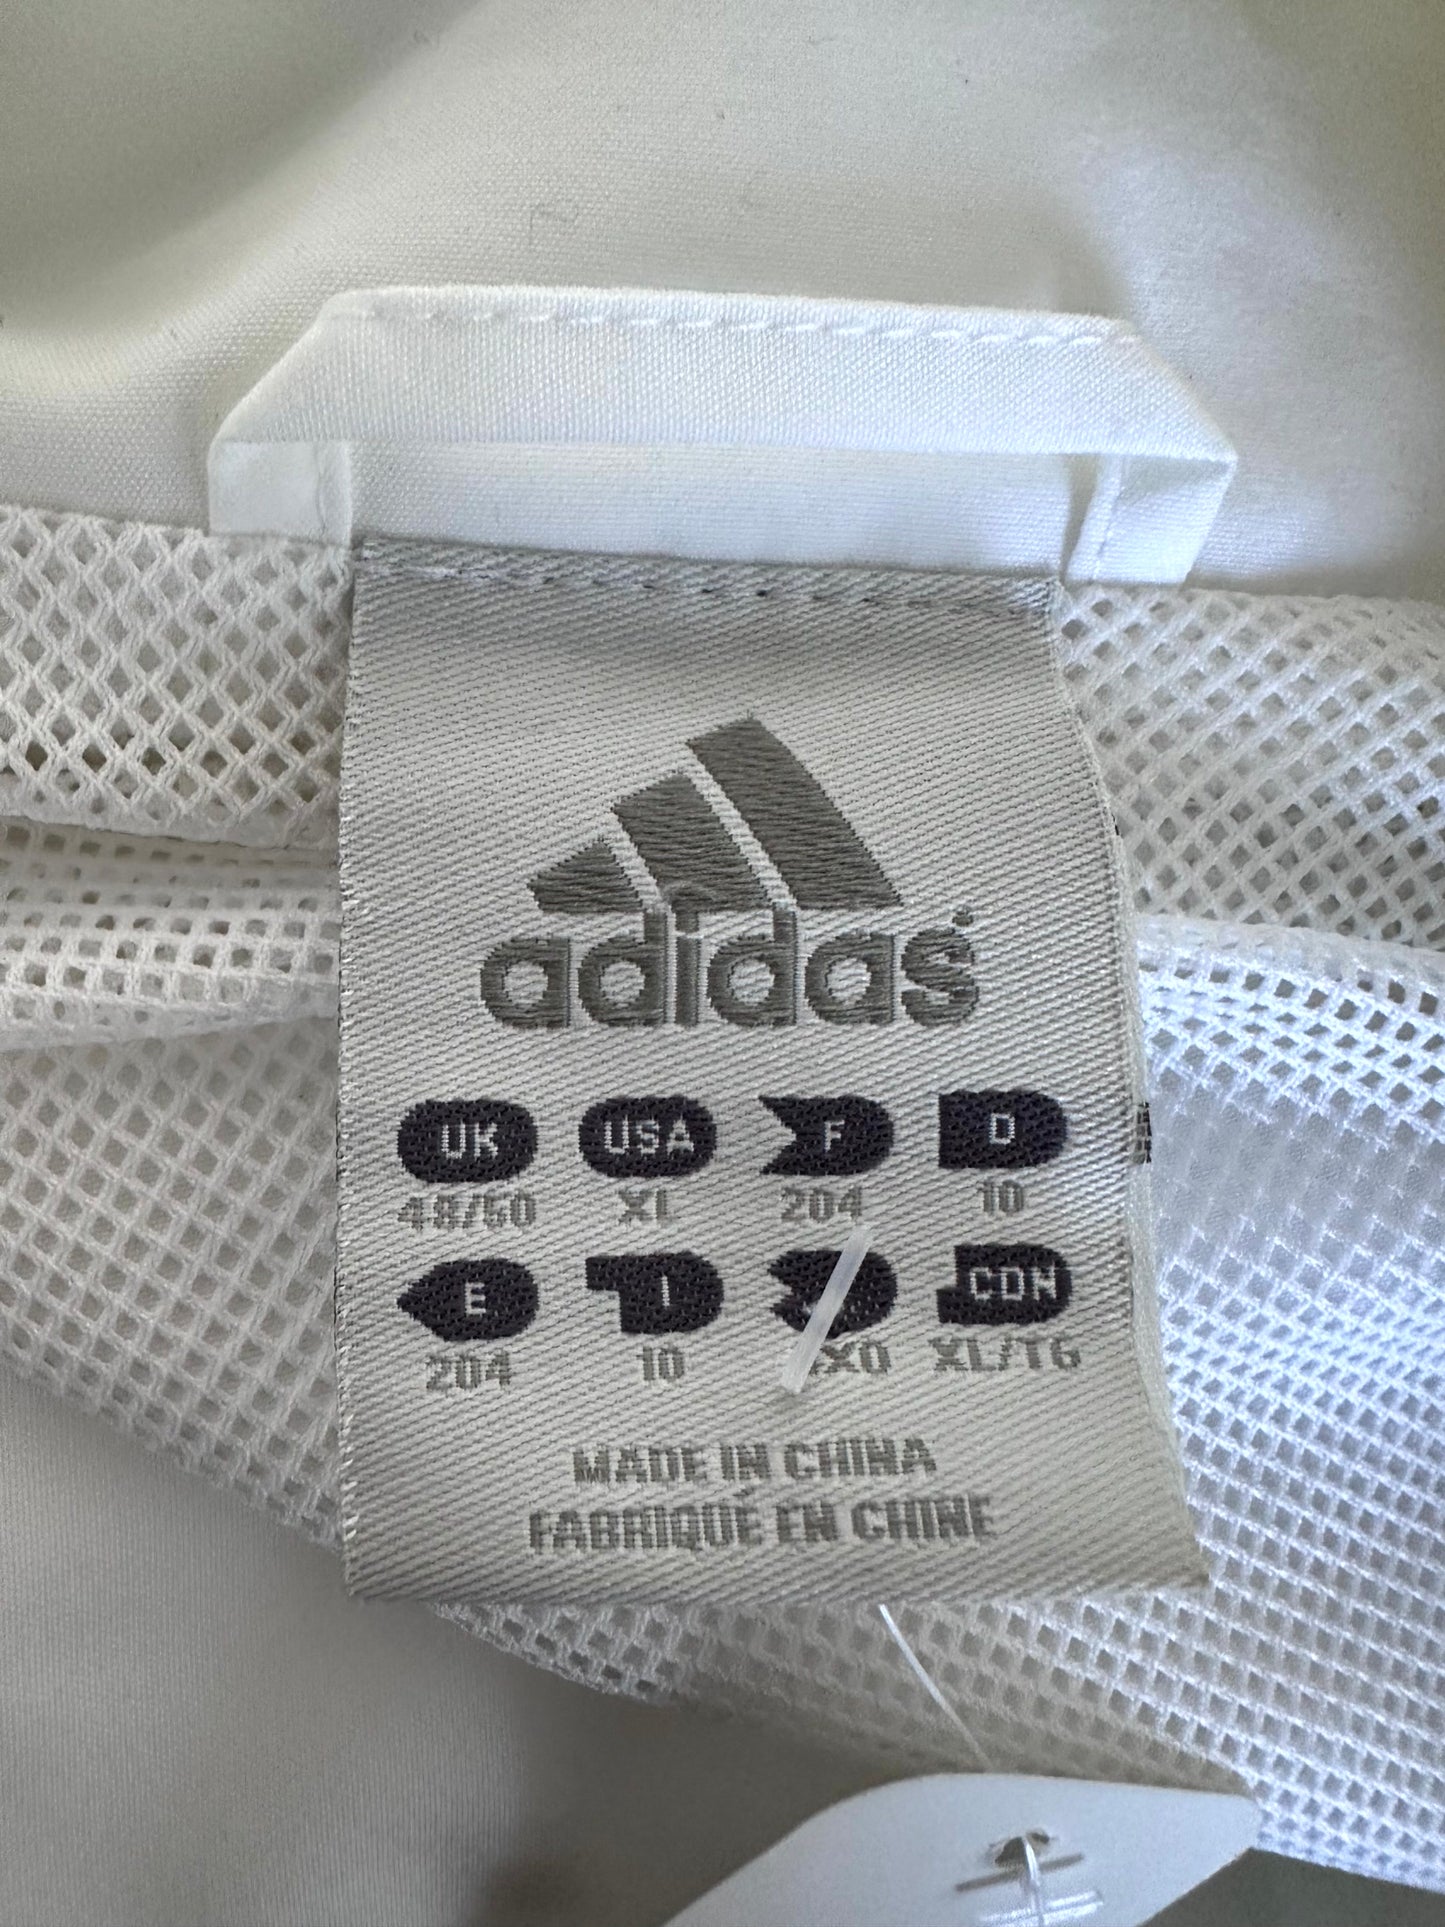 adidas
UK USA F D
48/50 XL 204 10
E I CDN
204 10 XL/TG
MADE IN CHINA
FABRIQUÉ EN CHINE